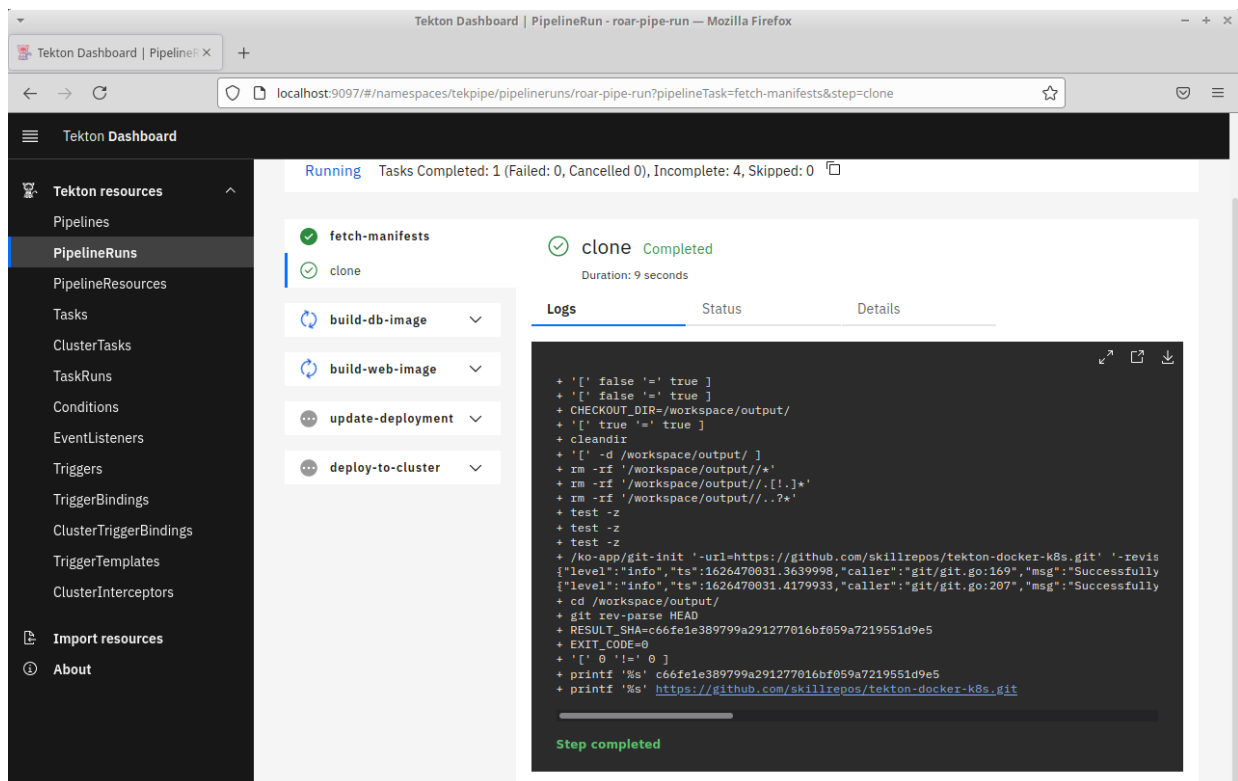 Tekton Dashboard | PipelineRun - roar-pipe-run — Mozilla Firefox
Tekton Dashboard | PipelineR
localhost:9097/#/namespaces/tekpipe/pipelineruns/roar-pipe-run?pipelineTask=fetch-manifests&step=clone
Tekton Dashboard
Running Tasks Completed: 1 (Failed: 0, Cancelled 0), Incomplete: 4, Skipped: 0
Tekton resources
Pipelines
PipelineRuns
PipelineResources
Tasks
ClusterTasks
TaskRuns
Conditions
EventListeners
Triggers
TriggerBindings
ClusterTriggerBindings
TriggerTemplates
ClusterInterceptors
Import resources
About
fetch-manifests
clone
build-db-image
build-web-image
update-deployment
deploy-to-cluster
clone Completed
Duration: 9 seconds
Logs Status Details
+ '[' false '=' true ]
+ '[' false '=' true ]
+ CHECKOUT_DIR=/workspace/output/
+ '[' true '=' true ]
+ cleandir
+ '[' -d /workspace/output/ ]
+ rm -rf '/workspace/output//*'
+ rm -rf '/workspace/output//.[!.]*'
+ rm -rf '/workspace/output//..?*'
+ test -z
+ test -z
+ test -z
+ /ko-app/git-init '-url=https://github.com/skillrepos/tekton-docker-k8s.git' '-revis
{"level":"info","ts":1626470031.3639998,"caller":"git/git.go:169","msg":"Successfully
{"level":"info","ts":1626470031.4179933,"caller":"git/git.go:207","msg":"Successfully
+ cd /workspace/output/
+ git rev-parse HEAD
+ RESULT_SHA=c66fe1e389799a291277016bf059a7219551d9e5
+ EXIT_CODE=0
+ '[' 0 '!=' 0 ]
+ printf '%s' c66fe1e389799a291277016bf059a7219551d9e5
+ printf '%s' https://github.com/skillrepos/tekton-docker-k8s.git
Step completed